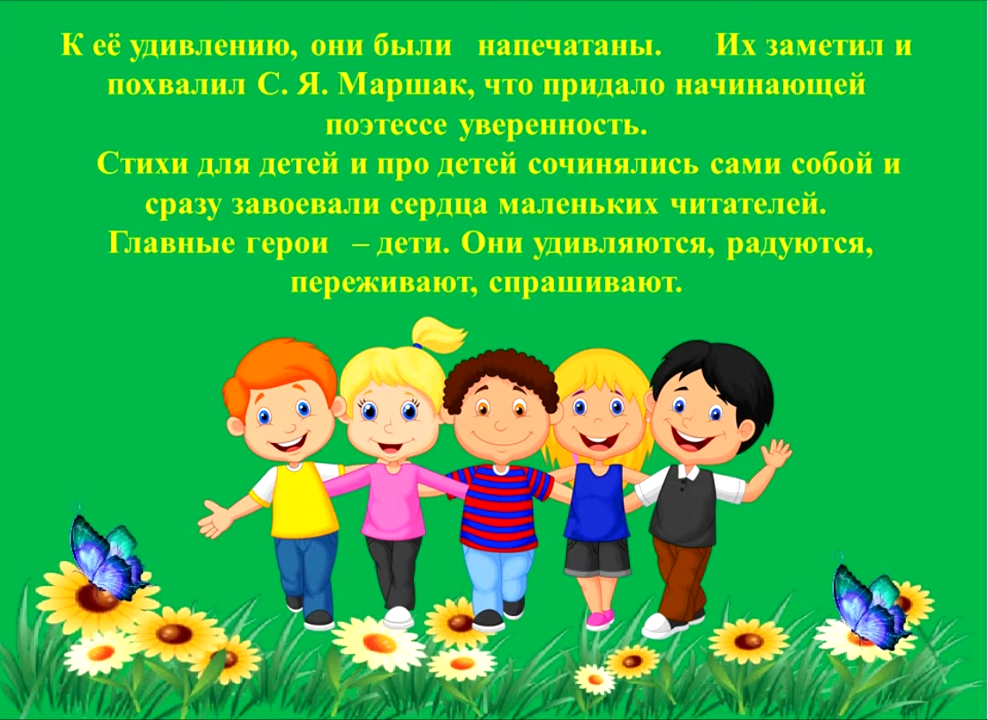 К её удивлению, они были напечатаны. Их заметил и
похвалил С. Я. Маршак, что придало начинающей
поэтессе уверенность.
Стихи для детей и про детей сочинялись сами собой и
сразу завоевали сердца маленьких читателей.
Главные герои – дети. Они удивляются, радуются,
переживают, спрашивают.